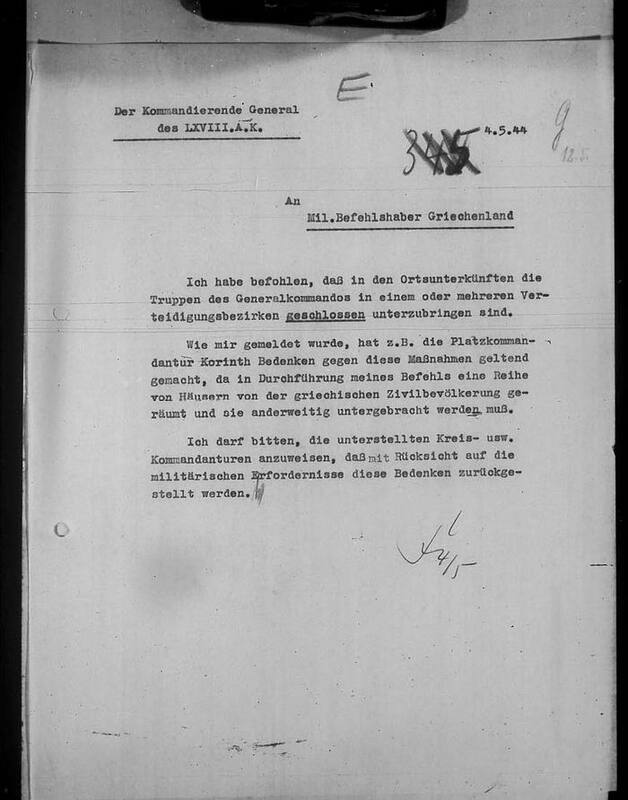 E.
Der Kommandierende General
des LXVIII.A.K.
4.5.44
g
12.5.
An
Mil.Befehlshaber Griechenland
Ich habe befohlen, daß in den Ortsunterkünften die
Truppen des Generalkommandos in einem oder mehreren Ver-
teidigungsbezirken geschlossen unterzubringen sind.
Wie mir gemeldet wurde, hat z.B. die Platzkomman-
dantur Korinth Bedenken gegen diese Maßnahmen geltend
gemacht, da in Durchführung meines Befehls eine Reihe
von Häusern von der griechischen Zivilbevölkerung ge-
räumt und sie anderweitig untergebracht werden muß.
Ich darf bitten, die unterstellten Kreis- usw.
Kommandanturen anzuweisen, daß mit Rücksicht auf die
militärischen Erfordernisse diese Bedenken zurückge-
stellt werden.
4/5